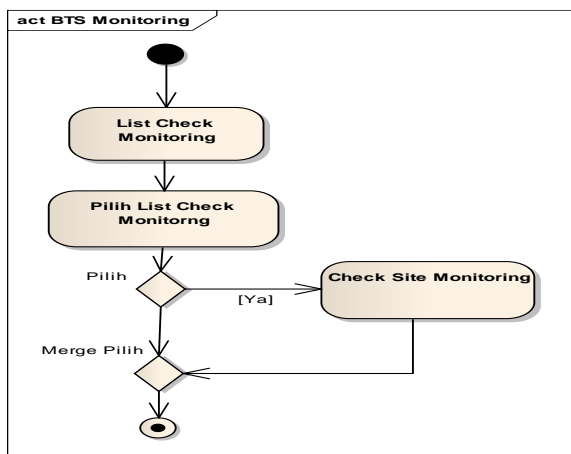 act BTS Monitoring
List Check
Monitoring
Pilih List Check
Monitorng
Pilih
[Ya]
Check Site Monitoring
Merge Pilih